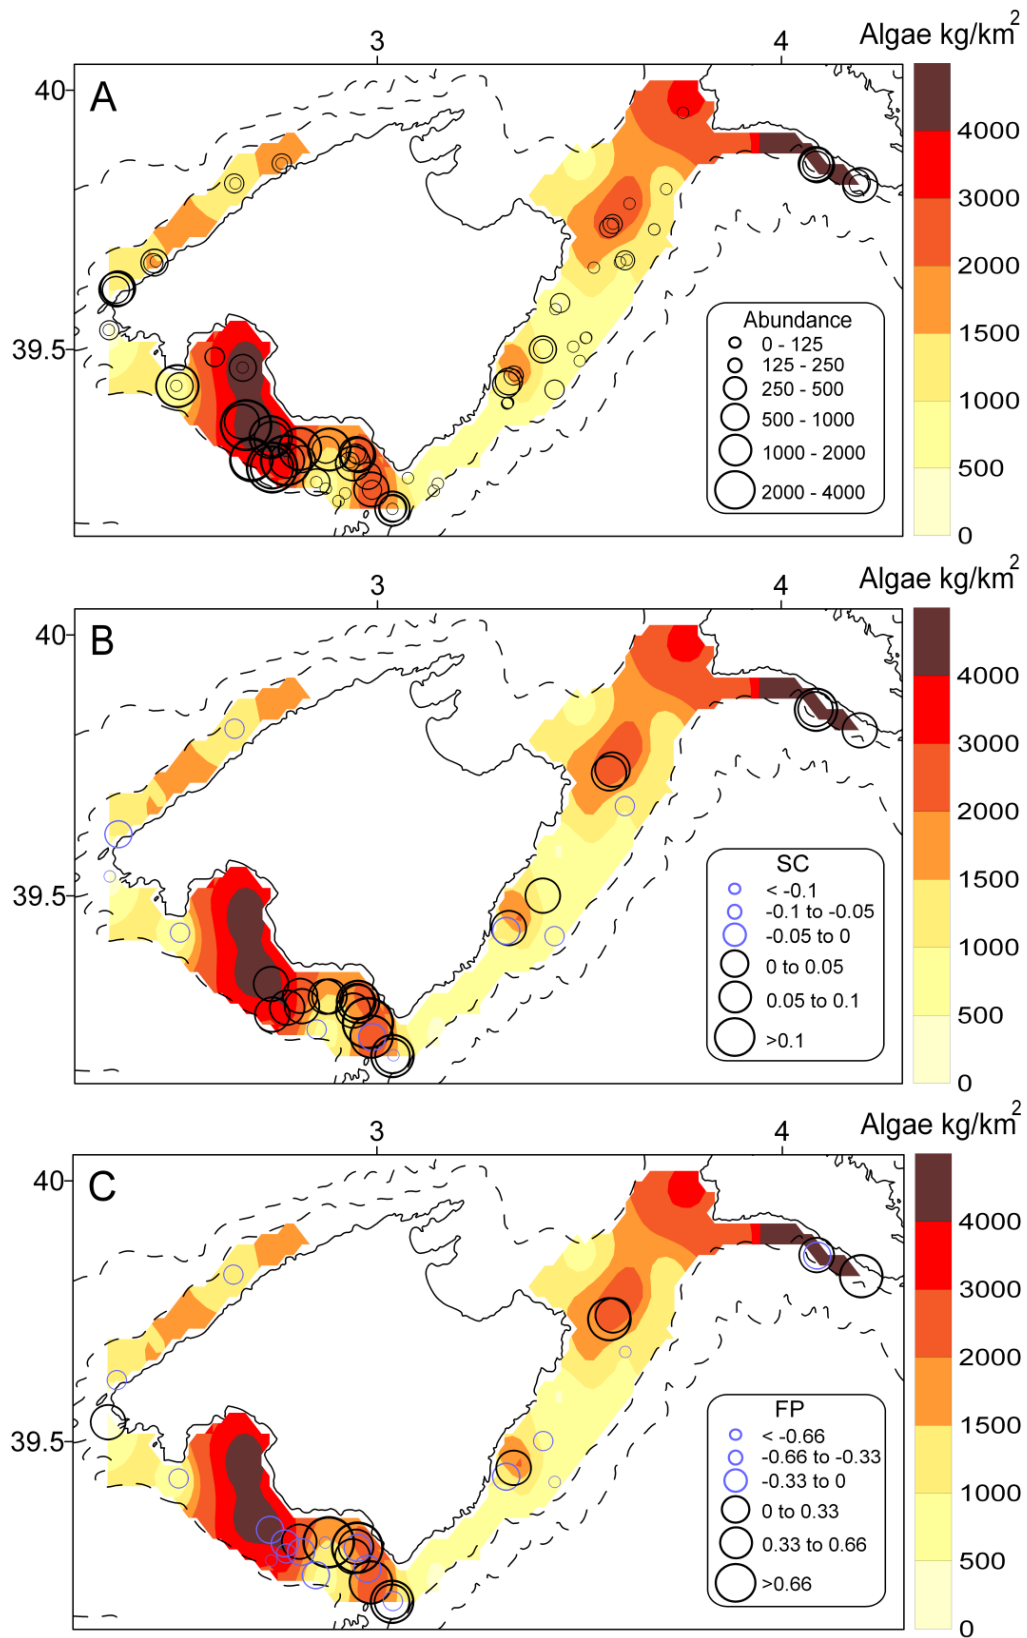 Algae kg/km²
3 4
A
40
39.5
4000
3000
2000
1500
1000
500
0
Abundance
0 - 125
125 - 250
250 - 500
500 - 1000
1000 - 2000
2000 - 4000
Algae kg/km²
3 4
B
40
39.5
4000
3000
2000
1500
1000
500
0
SC
< -0.1
-0.1 to -0.05
-0.05 to 0
0 to 0.05
0.05 to 0.1
>0.1
Algae kg/km²
3 4
C
40
39.5
4000
3000
2000
1500
1000
500
0
FP
< -0.66
-0.66 to -0.33
-0.33 to 0
0 to 0.33
0.33 to 0.66
>0.66